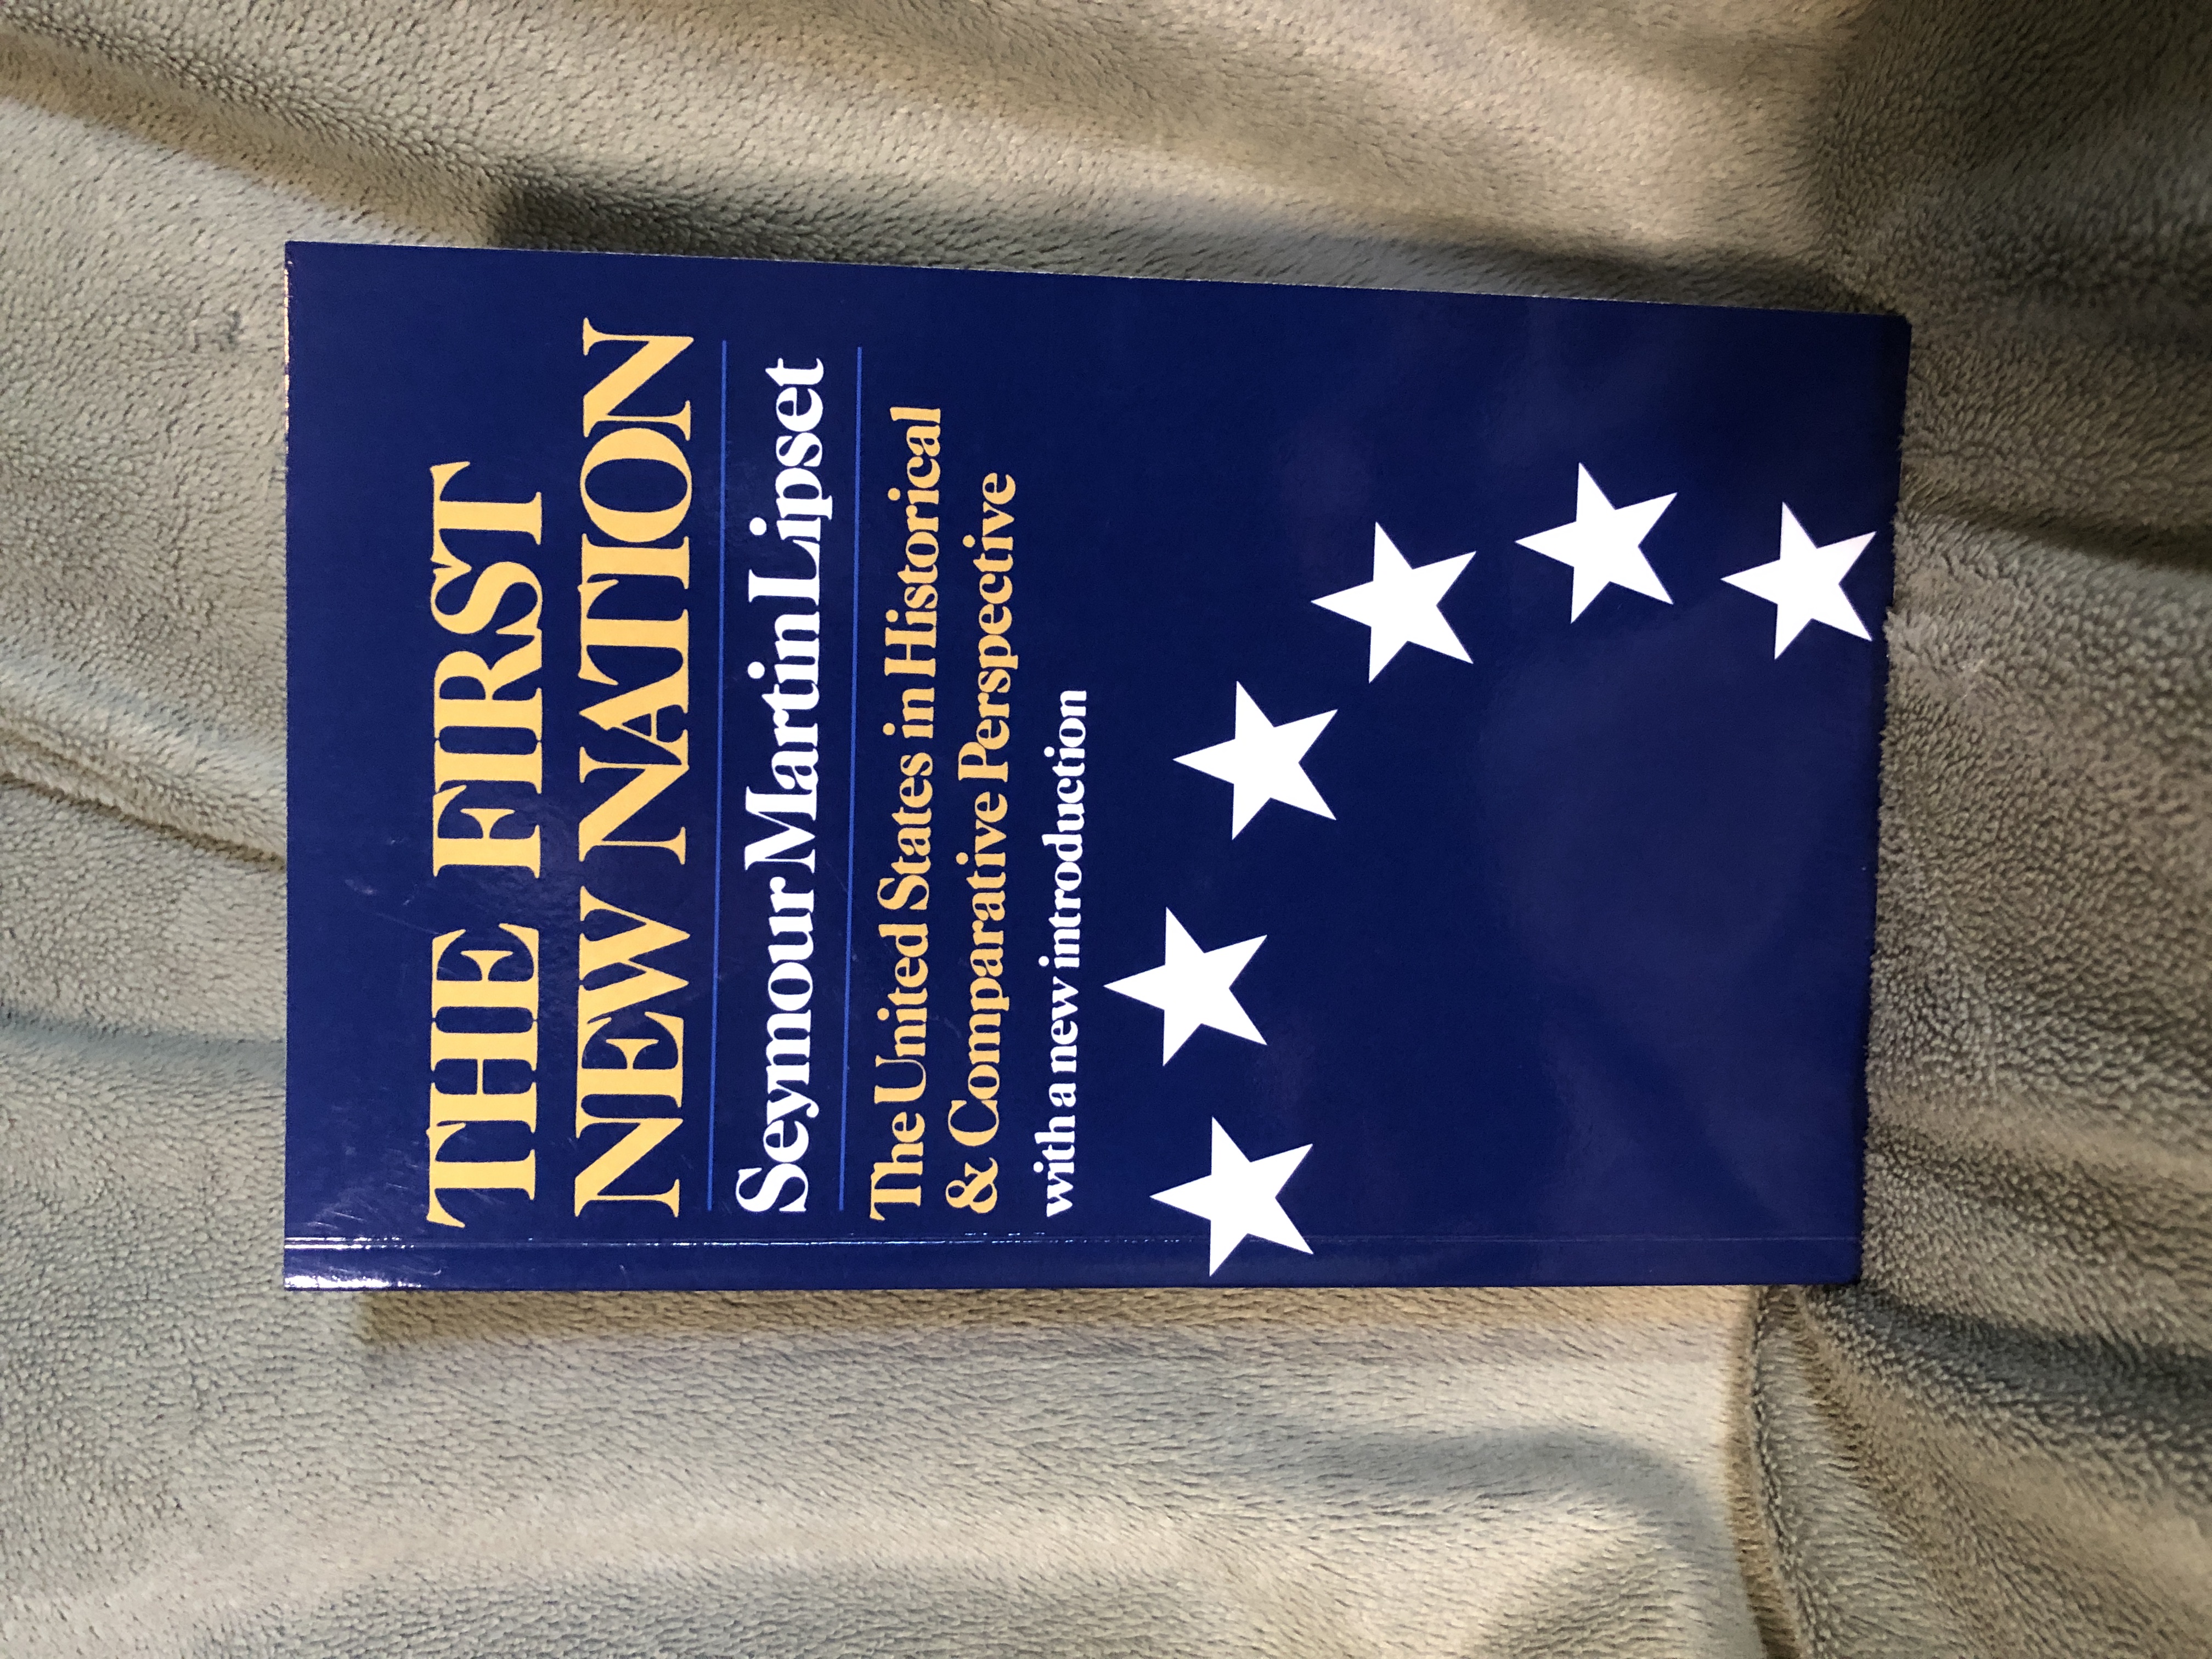 THE FIRST
NEW NATION
Seymour Martin Lipset
The United States in Historical
& Comparative Perspective
with a new introduction